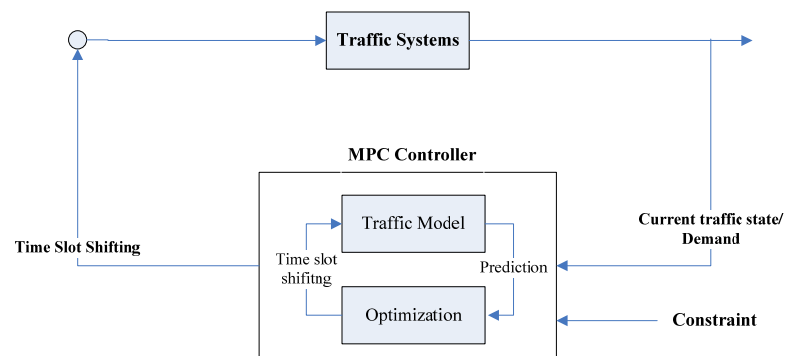 Traffic Systems
MPC Controller
Traffic Model
Current traffic state/
Demand
Time Slot Shifting
Time slot
shifitng
Prediction
Optimization
Constraint